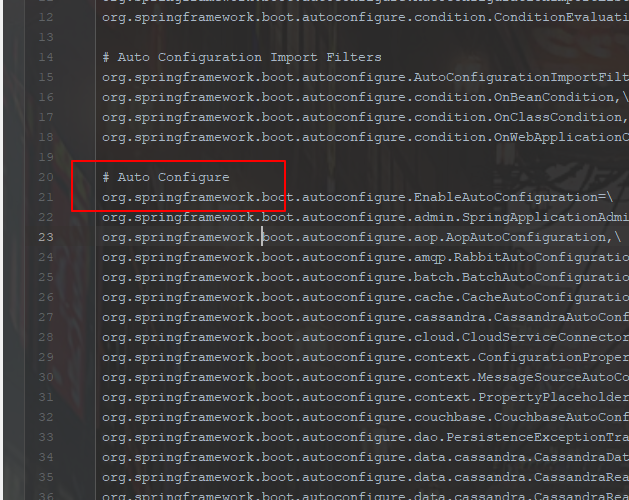 12 org.springframework.boot.autoconfigure.condition.ConditionEvaluati
13
14 # Auto Configuration Import Filters
15 org.springframework.boot.autoconfigure.AutoConfigurationImportFilt
16 org.springframework.boot.autoconfigure.condition.OnBeanCondition,\
17 org.springframework.boot.autoconfigure.condition.OnClassCondition,
18 org.springframework.boot.autoconfigure.condition.OnWebApplicationC
19
20 # Auto Configure
21 org.springframework.boot.autoconfigure.EnableAutoConfiguration=\
22 org.springframework.boot.autoconfigure.admin.SpringApplicationAdmi
23 org.springframework.boot.autoconfigure.aop.AopAutoConfiguration,\
24 org.springframework.boot.autoconfigure.amqp.RabbitAutoConfiguratio
25 org.springframework.boot.autoconfigure.batch.BatchAutoConfiguratio
26 org.springframework.boot.autoconfigure.cache.CacheAutoConfiguratio
27 org.springframework.boot.autoconfigure.cassandra.CassandraAutoConf
28 org.springframework.boot.autoconfigure.cloud.CloudServiceConnector
29 org.springframework.boot.autoconfigure.context.ConfigurationProper
30 org.springframework.boot.autoconfigure.context.MessageSourceAutoCo
31 org.springframework.boot.autoconfigure.context.PropertyPlaceholder
32 org.springframework.boot.autoconfigure.couchbase.CouchbaseAutoConf
33 org.springframework.boot.autoconfigure.dao.PersistenceExceptionTra
34 org.springframework.boot.autoconfigure.data.cassandra.CassandraDat
35 org.springframework.boot.autoconfigure.data.cassandra.CassandraRea
36 org.springframework.boot.autoconfigure.data.cassandra.CassandraRea